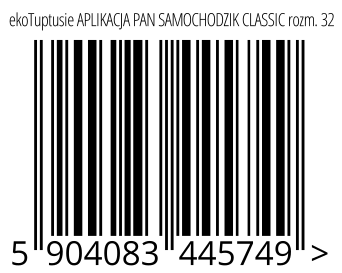 ekoTuptusie APLIKACJA PAN SAMOCHODZIK CLASSIC rozm. 32
5 904083 445749 >